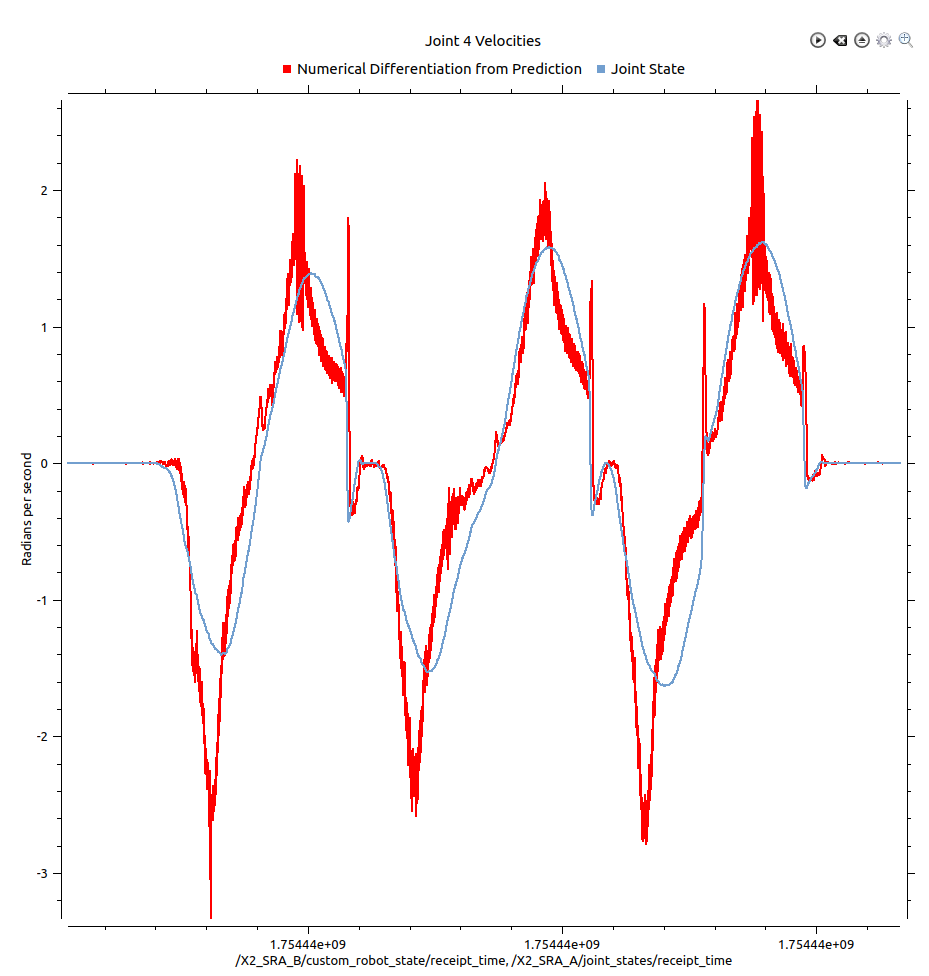 Joint 4 Velocities
Numerical Differentiation from Prediction Joint State
2
1
0
-1
-2
-3
Radians per second
1.75444e+09 1.75444e+09 1.75444e+09
/X2_SRA_B/custom_robot_state/receipt_time, /X2_SRA_A/joint_states/receipt_time